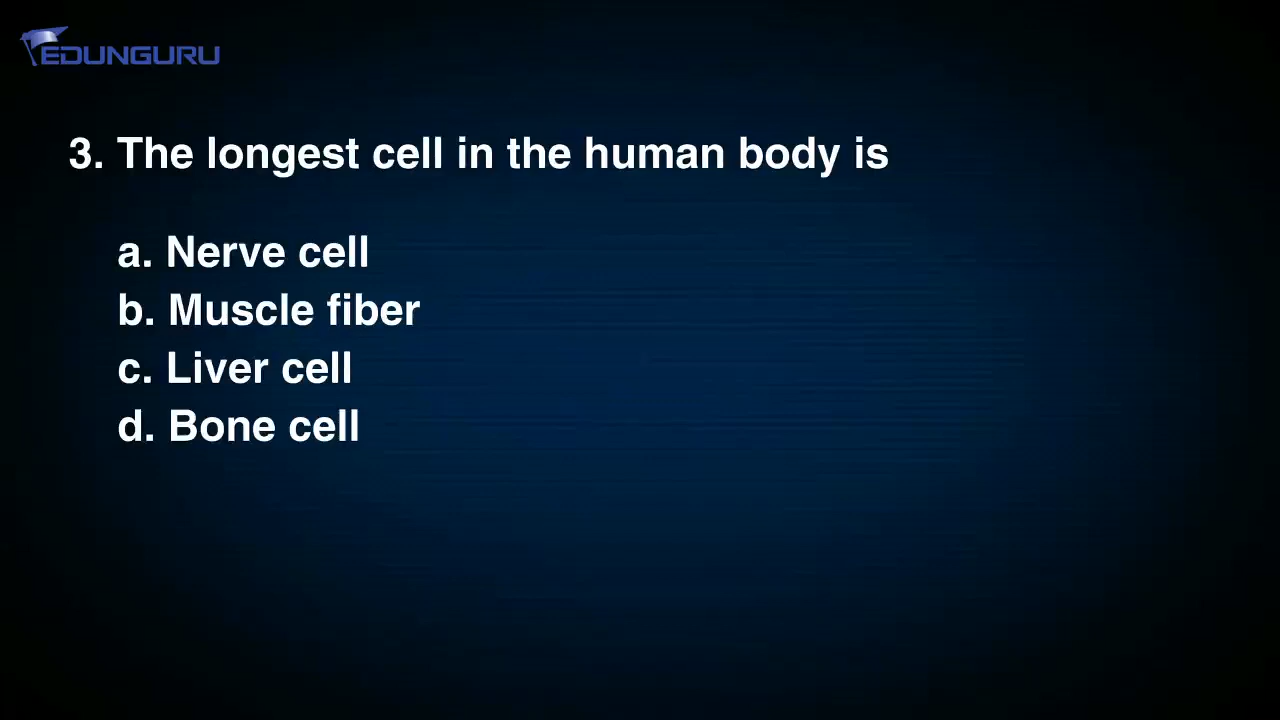 EDUNGURU
3. The longest cell in the human body is
a. Nerve cell
b. Muscle fiber
c. Liver cell
d. Bone cell